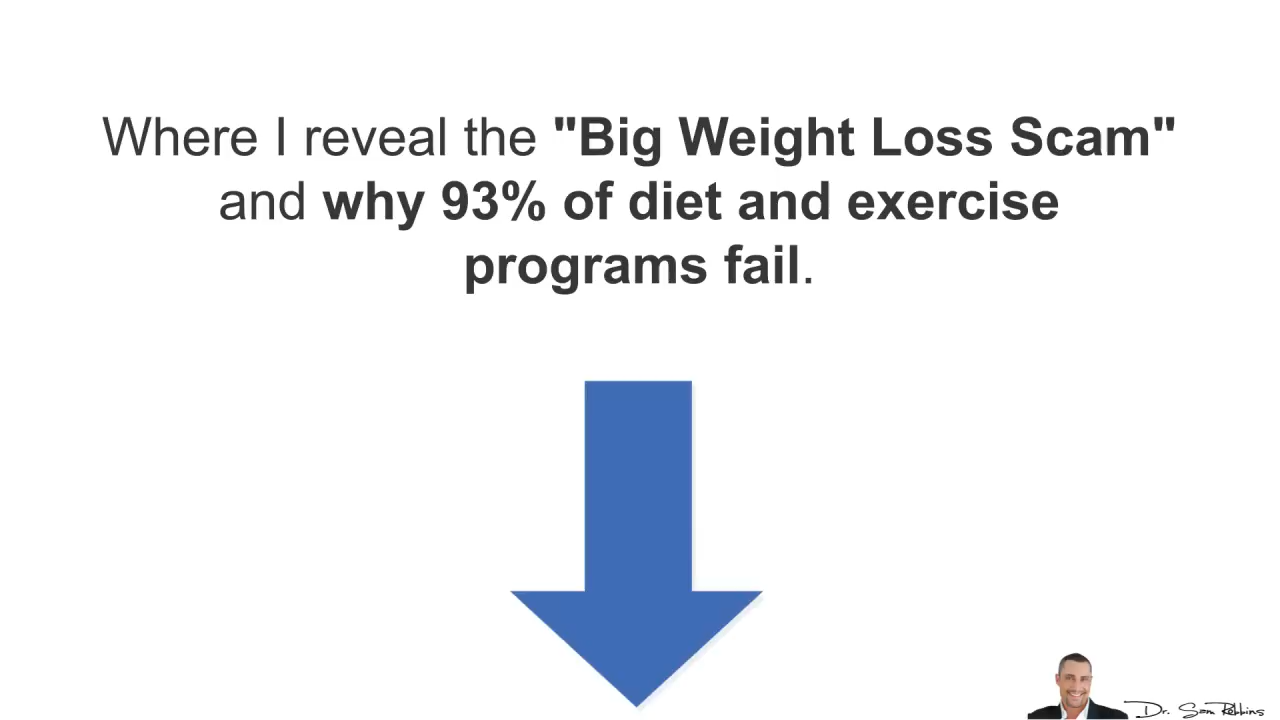 Where I reveal the "Big Weight Loss Scam"
and why 93% of diet and exercise
programs fail.
Dr. Sam Robbins